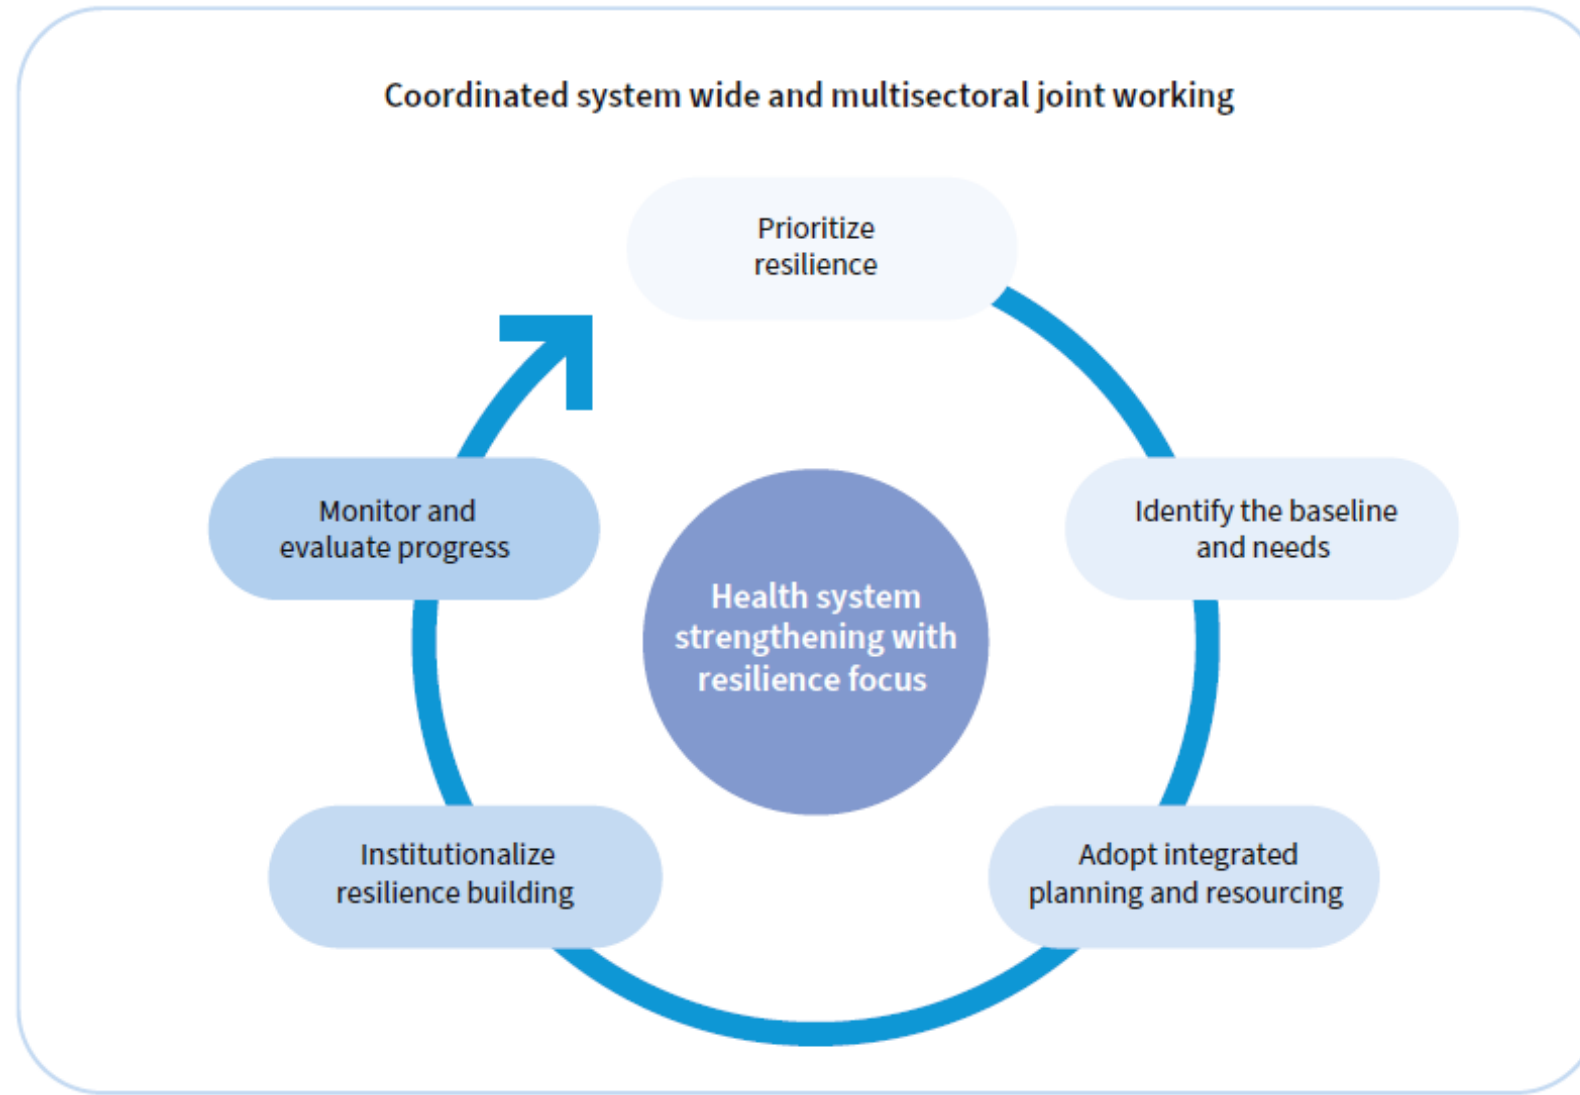 Coordinated system wide and multisectoral joint working
Prioritize
resilience
Identify the baseline
and needs
Adopt integrated
planning and resourcing
Institutionalize
resilience building
Monitor and
evaluate progress
Health system
strengthening with
resilience focus